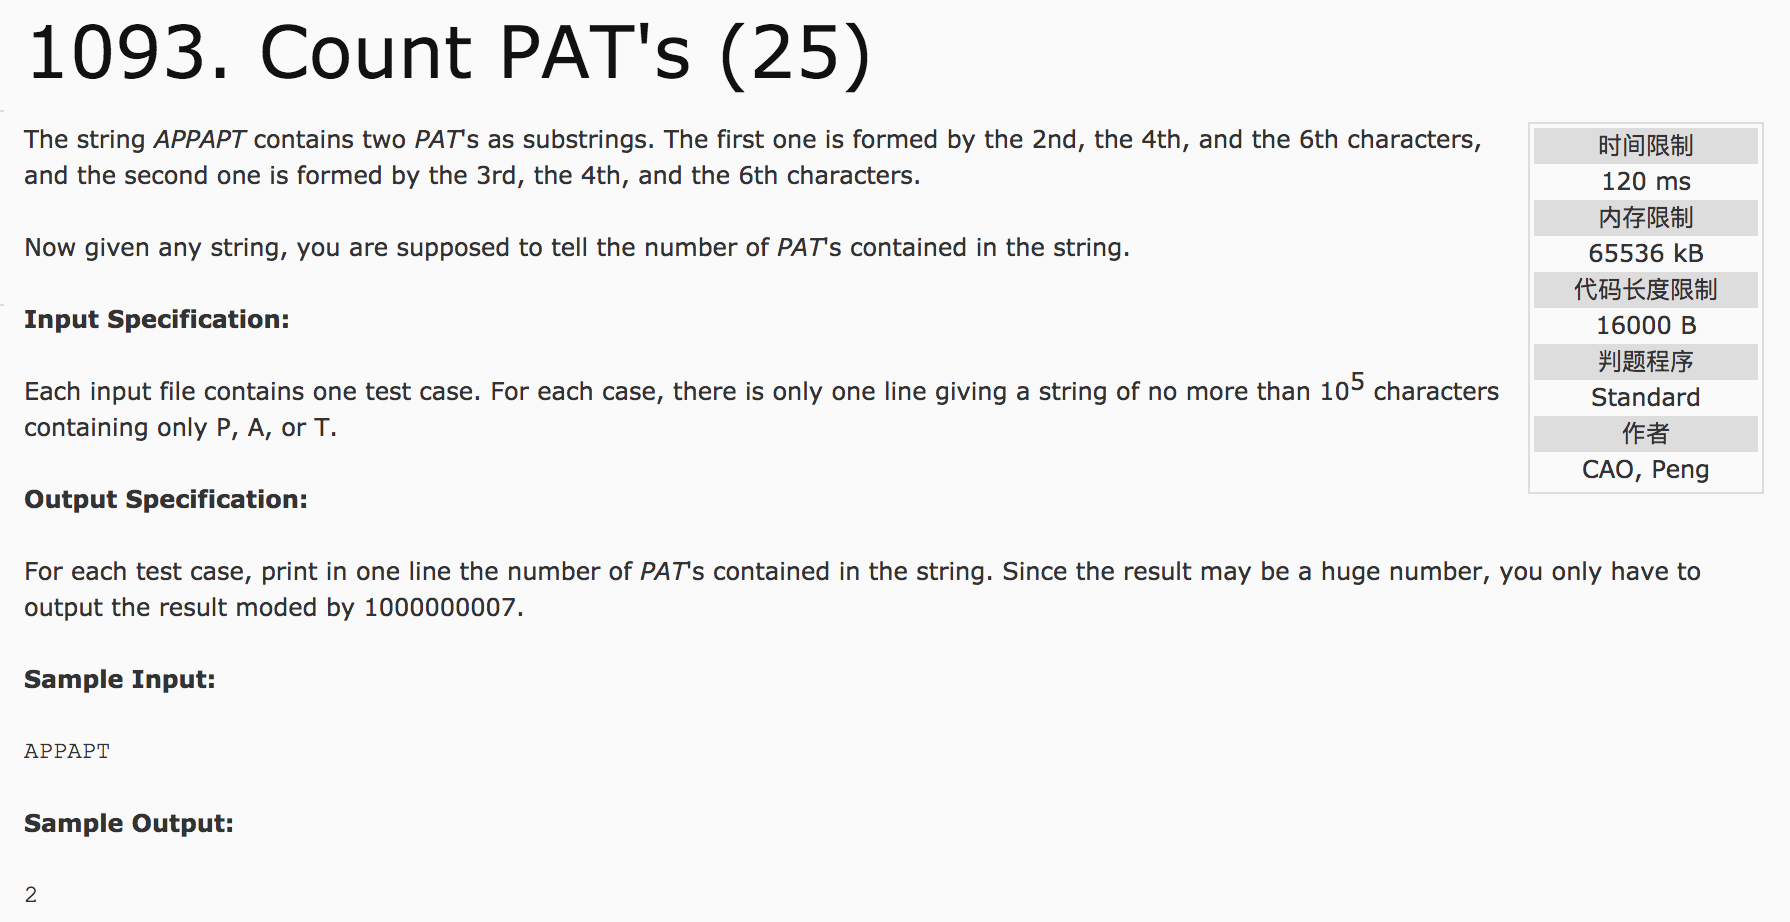 1093. Count PAT's (25)
The string APPAPT contains two PAT's as substrings. The first one is formed by the 2nd, the 4th, and the 6th characters,
and the second one is formed by the 3rd, the 4th, and the 6th characters.
Now given any string, you are supposed to tell the number of PAT's contained in the string.
Input Specification:
Each input file contains one test case. For each case, there is only one line giving a string of no more than 10^5 characters
containing only P, A, or T.
Output Specification:
For each test case, print in one line the number of PAT's contained in the string. Since the result may be a huge number, you only have to
output the result moded by 1000000007.
Sample Input:
APPAPT
Sample Output:
2
时间限制
120 ms
内存限制
65536 kB
代码长度限制
16000 B
判题程序
Standard
作者
CAO, Peng